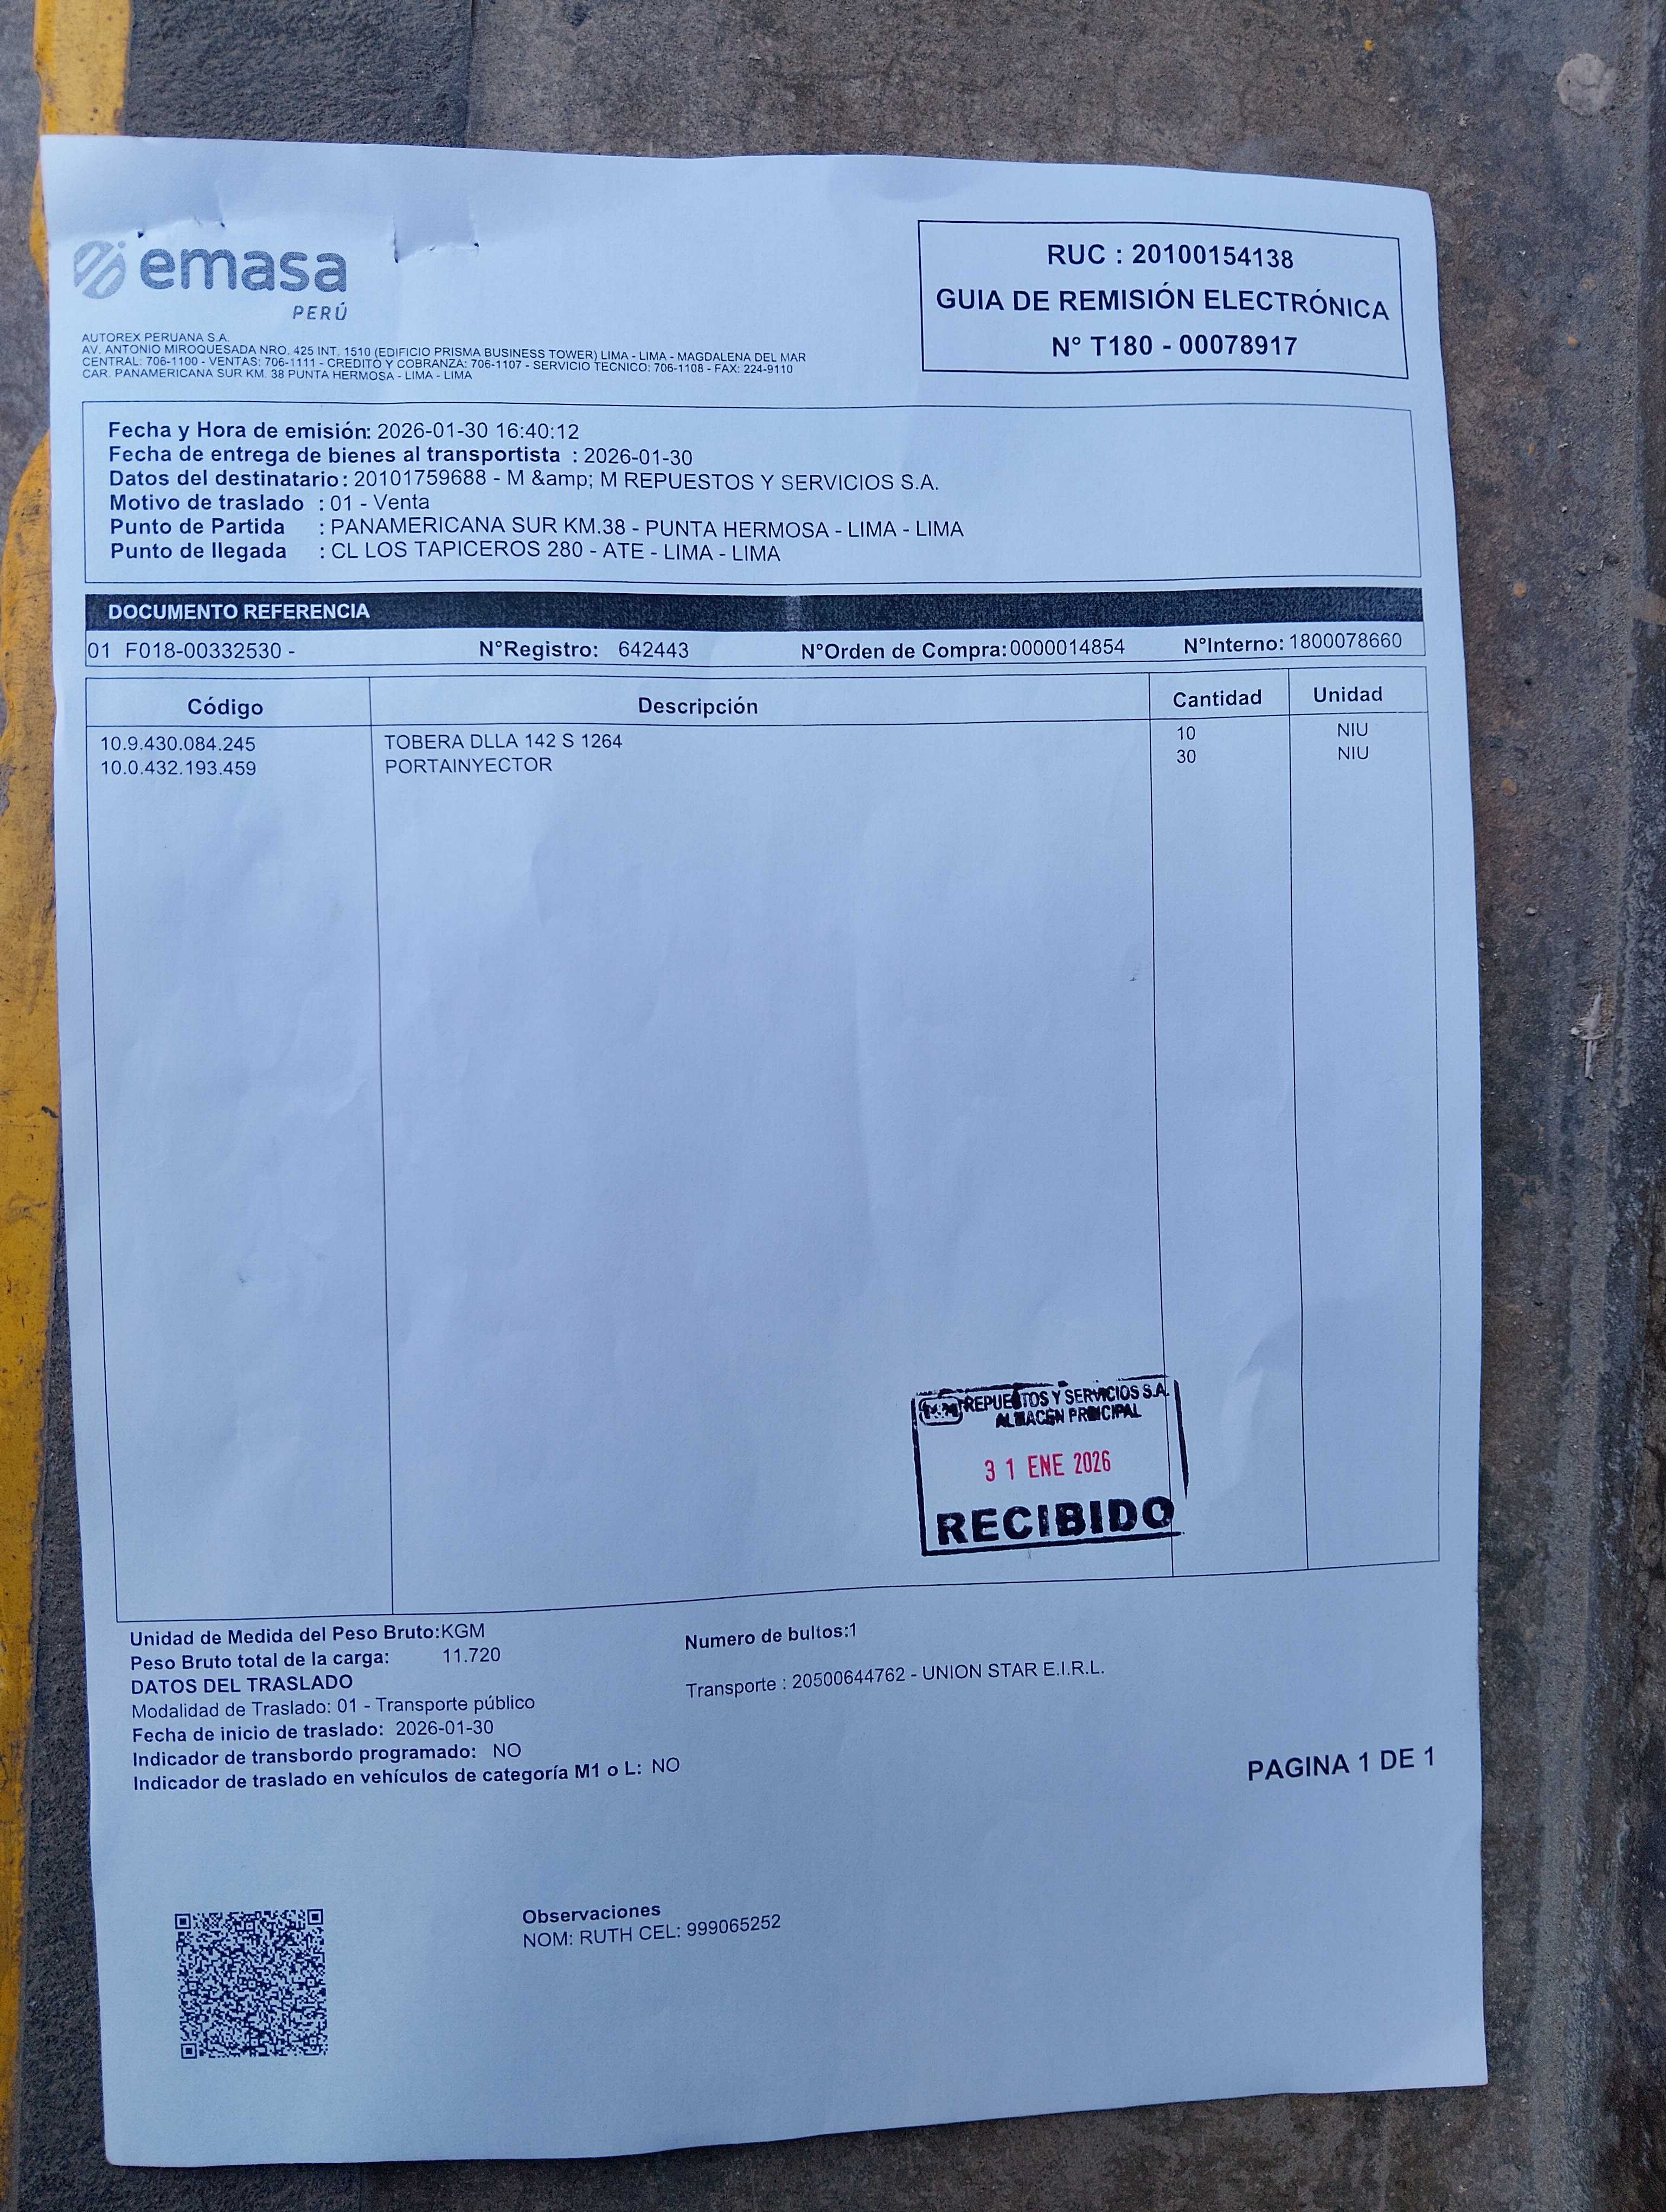 emasa
PERÚ
AUTOREX PERUANA S.A.
AV. ANTONIO MIROQUESADA NRO. 425 INT. 1510 (EDIFICIO PRISMA BUSINESS TOWER) LIMA - LIMA - MAGDALENA DEL MAR
CENTRAL: 706-1100 - VENTAS: 706-1111 - CREDITO Y COBRANZA: 706-1107 - SERVICIO TECNICO: 706-1108 - FAX: 224-9110
CAR. PANAMERICANA SUR KM. 38 PUNTA HERMOSA - LIMA - LIMA
RUC : 20100154138
GUIA DE REMISIÓN ELECTRÓNICA
N° T180 - 00078917
Fecha y Hora de emisión: 2026-01-30 16:40:12
Fecha de entrega de bienes al transportista : 2026-01-30
Datos del destinatario : 20101759688 - M &amp; M REPUESTOS Y SERVICIOS S.A.
Motivo de traslado : 01 - Venta
Punto de Partida : PANAMERICANA SUR KM.38 - PUNTA HERMOSA - LIMA - LIMA
Punto de llegada : CL LOS TAPICEROS 280 - ATE - LIMA - LIMA
DOCUMENTO REFERENCIA
01 F018-00332530 - N°Registro: 642443 N°Orden de Compra:0000014854 N°Interno: 1800078660
Código Descripción Cantidad Unidad
10.9.430.084.245 TOBERA DLLA 142 S 1264 10 NIU
10.0.432.193.459 PORTAINYECTOR 30 NIU
M&M REPUESTOS Y SERVICIOS S.A.
ALMACEN PRINCIPAL
31 ENE 2026
RECIBIDO
Unidad de Medida del Peso Bruto:KGM Numero de bultos:1
Peso Bruto total de la carga: 11.720
DATOS DEL TRASLADO Transporte : 20500644762 - UNION STAR E.I.R.L.
Modalidad de Traslado: 01 - Transporte público
Fecha de inicio de traslado: 2026-01-30
Indicador de transbordo programado: NO
Indicador de traslado en vehículos de categoría M1 o L: NO
PAGINA 1 DE 1
Observaciones
NOM: RUTH CEL: 999065252